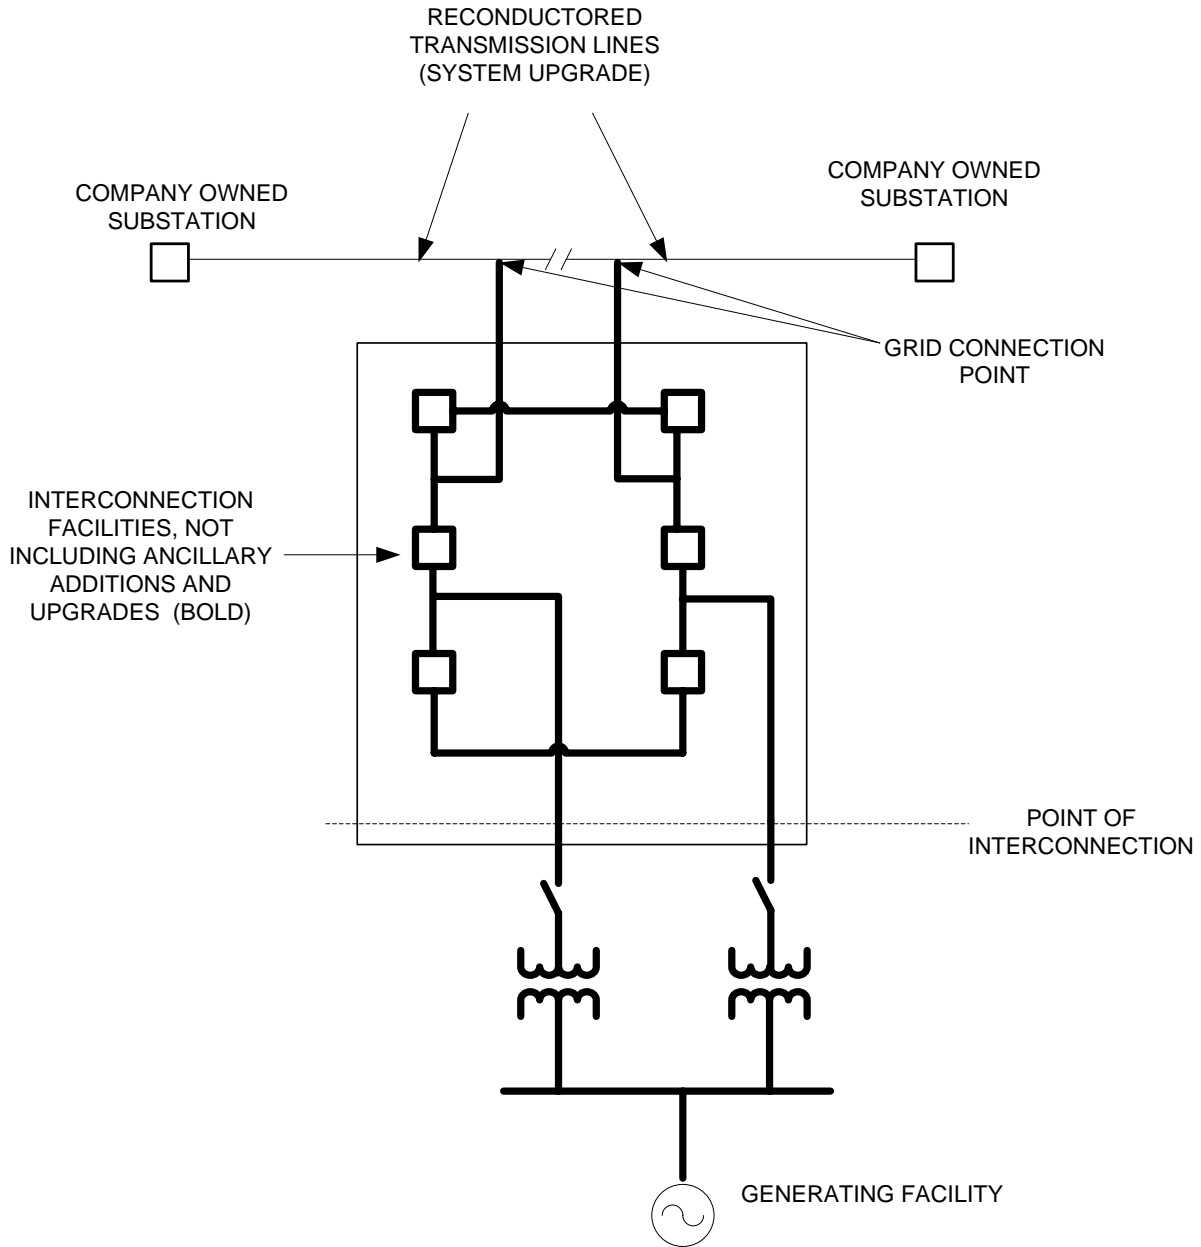 RECONDUCTORED
TRANSMISSION LINES
(SYSTEM UPGRADE)
COMPANY OWNED
SUBSTATION
COMPANY OWNED
SUBSTATION
GRID CONNECTION
POINT
INTERCONNECTION
FACILITIES, NOT
INCLUDING ANCILLARY
ADDITIONS AND
UPGRADES (BOLD)
POINT OF
INTERCONNECTION
GENERATING FACILITY